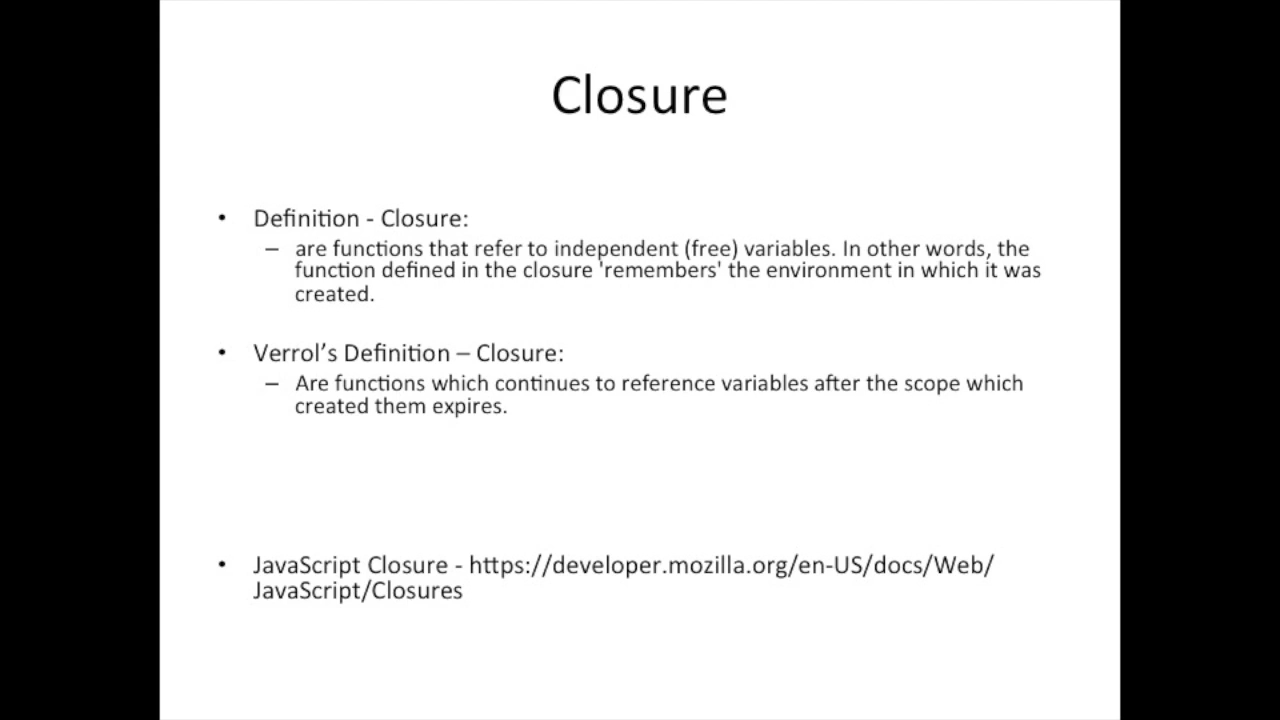 Closure
• Definition - Closure:
– are functions that refer to independent (free) variables. In other words, the
function defined in the closure 'remembers' the environment in which it was
created.
• Verrol’s Definition – Closure:
– Are functions which continues to reference variables after the scope which
created them expires.
• JavaScript Closure - https://developer.mozilla.org/en-US/docs/Web/
JavaScript/Closures